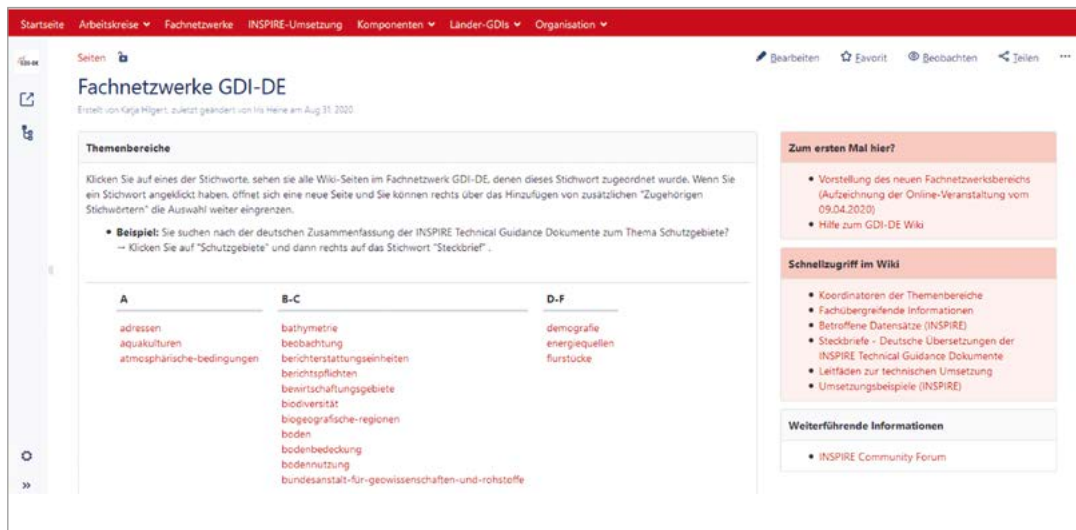 Startseite Arbeitskreise Fachnetzwerke INSPIRE-Umsetzung Komponenten Länder-GDIs Organisation
GDI-DE
Seiten
Bearbeiten Favorit Beobachten Teilen ...
Fachnetzwerke GDI-DE
Erstellt von Katja Hilgert, zuletzt geändert von Iris Heine am Aug 31, 2020
Themenbereiche
Klicken Sie auf eines der Stichworte, sehen sie alle Wiki-Seiten im Fachnetzwerk GDI-DE, denen dieses Stichwort zugeordnet wurde. Wenn Sie
ein Stichwort angeklickt haben, öffnet sich eine neue Seite und Sie können rechts über das Hinzufügen von zusätzlichen "Zugehörigen
Stichwörtern" die Auswahl weiter eingrenzen.
• Beispiel: Sie suchen nach der deutschen Zusammenfassung der INSPIRE Technical Guidance Dokumente zum Thema Schutzgebiete?
→ Klicken Sie auf "Schutzgebiete" und dann rechts auf das Stichwort "Steckbrief" .
A
adressen
aquakulturen
atmosphärische-bedingungen
B-C
bathymetrie
beobachtung
berichterstattungseinheiten
berichtspflichten
bewirtschaftungsgebiete
biodiversität
biogeografische-regionen
boden
bodenbedeckung
bodennutzung
bundesanstalt-für-geowissenschaften-und-rohstoffe
D-F
demografie
energiequellen
flurstücke
Zum ersten Mal hier?
• Vorstellung des neuen Fachnetzwerksbereichs
(Aufzeichnung der Online-Veranstaltung vom
09.04.2020)
• Hilfe zum GDI-DE Wiki
Schnellzugriff im Wiki
• Koordinatoren der Themenbereiche
• Fachübergreifende Informationen
• Betroffene Datensätze (INSPIRE)
• Steckbriefe - Deutsche Übersetzungen der
INSPIRE Technical Guidance Dokumente
• Leitfäden zur technischen Umsetzung
• Umsetzungsbeispiele (INSPIRE)
Weiterführende Informationen
• INSPIRE Community Forum